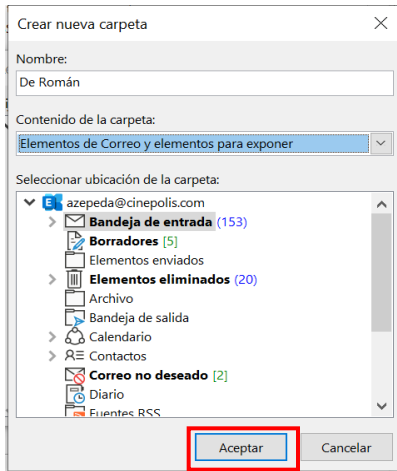 Crear nueva carpeta
Nombre:
De Román
Contenido de la carpeta:
Elementos de Correo y elementos para exponer
Seleccionar ubicación de la carpeta:
azepeda@cinepolis.com
Bandeja de entrada (153)
Borradores [5]
Elementos enviados
Elementos eliminados (20)
Archivo
Bandeja de salida
Calendario
Contactos
Correo no deseado [2]
Diario
Fuentes RSS
Aceptar Cancelar